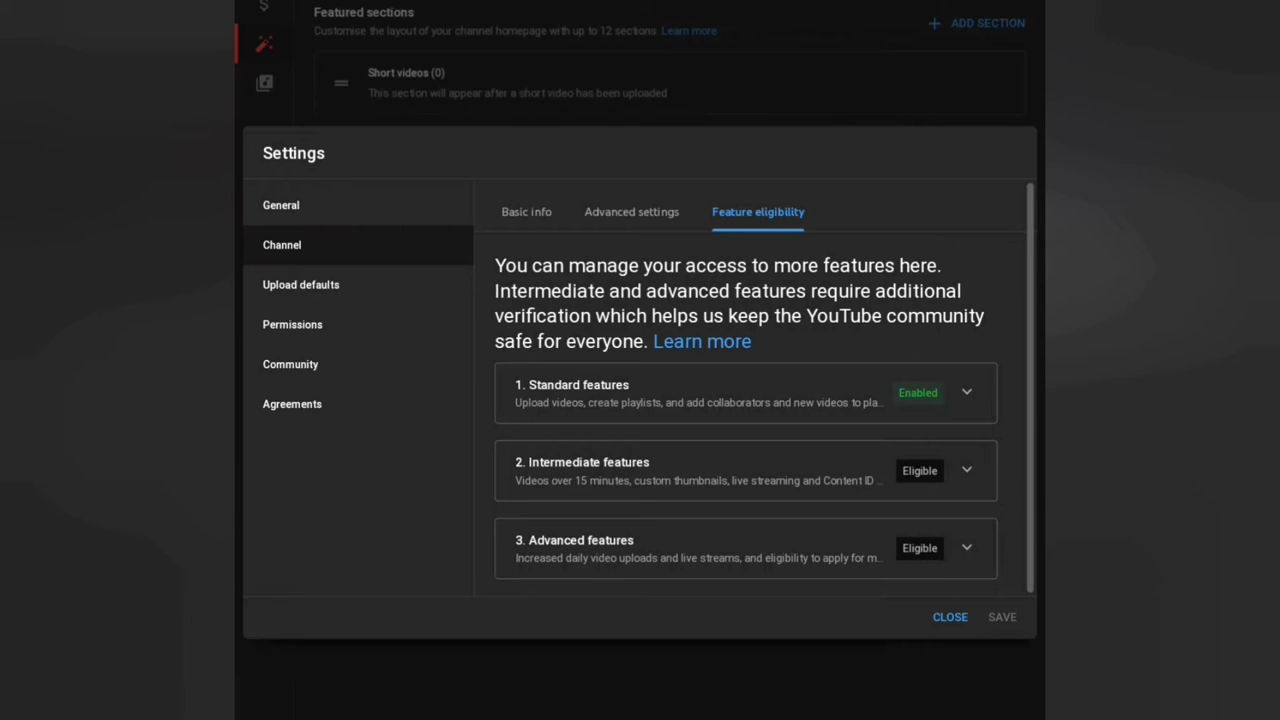 $
Featured sections
Customise the layout of your channel homepage with up to 12 sections. Learn more
+ ADD SECTION
Short videos (0)
This section will appear after a short video has been uploaded
Settings
General
Channel
Upload defaults
Permissions
Community
Agreements
Basic info Advanced settings Feature eligibility
You can manage your access to more features here.
Intermediate and advanced features require additional
verification which helps us keep the YouTube community
safe for everyone. Learn more
1. Standard features
Upload videos, create playlists, and add collaborators and new videos to pla...
Enabled
2. Intermediate features
Videos over 15 minutes, custom thumbnails, live streaming and Content ID ...
Eligible
3. Advanced features
Increased daily video uploads and live streams, and eligibility to apply for m...
Eligible
CLOSE SAVE